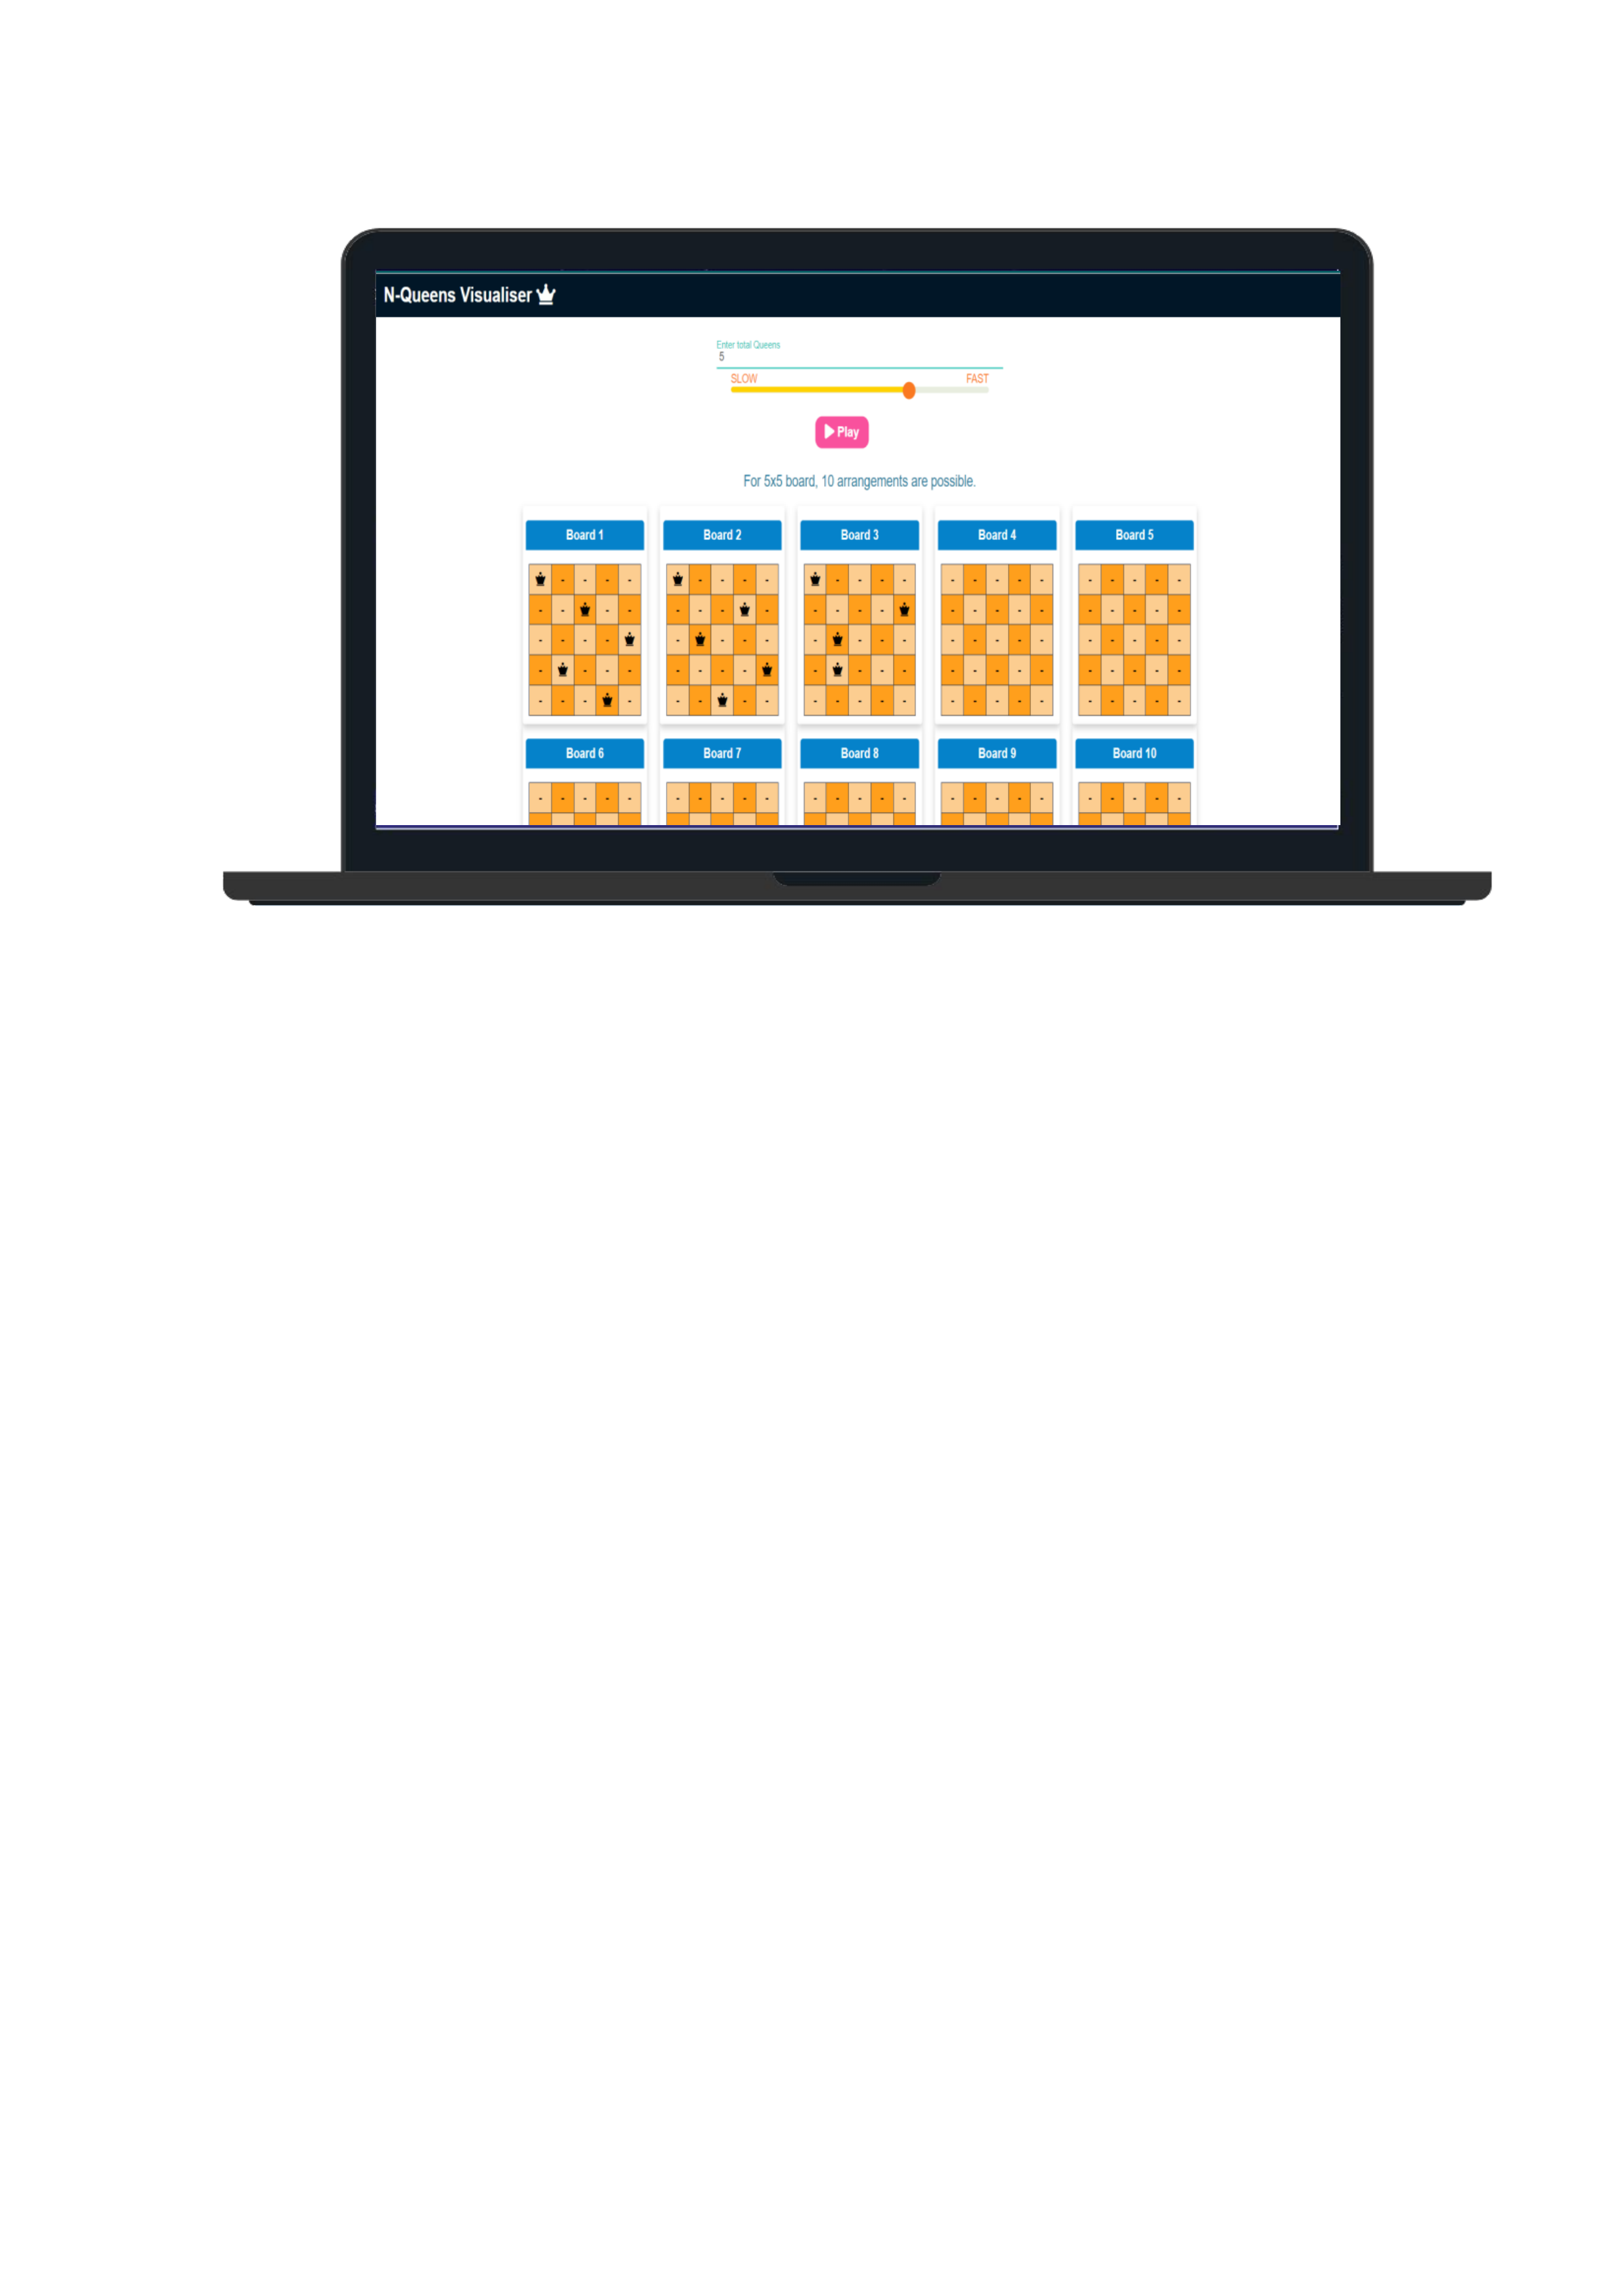 N-Queens Visualiser
Enter total Queens
5
SLOW FAST
Play
For 5x5 board, 10 arrangements are possible.
Board 1 Board 2 Board 3 Board 4 Board 5
- - - - - - - - - - - - - - - - - - - - - -
- - - - - - - - - - - - - - - - - - - - - -
- - - - - - - - - - - - - - - - - - - - - -
- - - - - - - - - - - - - - - - - - - - - -
- - - - - - - - - - - - - - - - - - - - - - -
Board 6 Board 7 Board 8 Board 9 Board 10
- - - - - - - - - - - - - - - - - - - - - - - - -